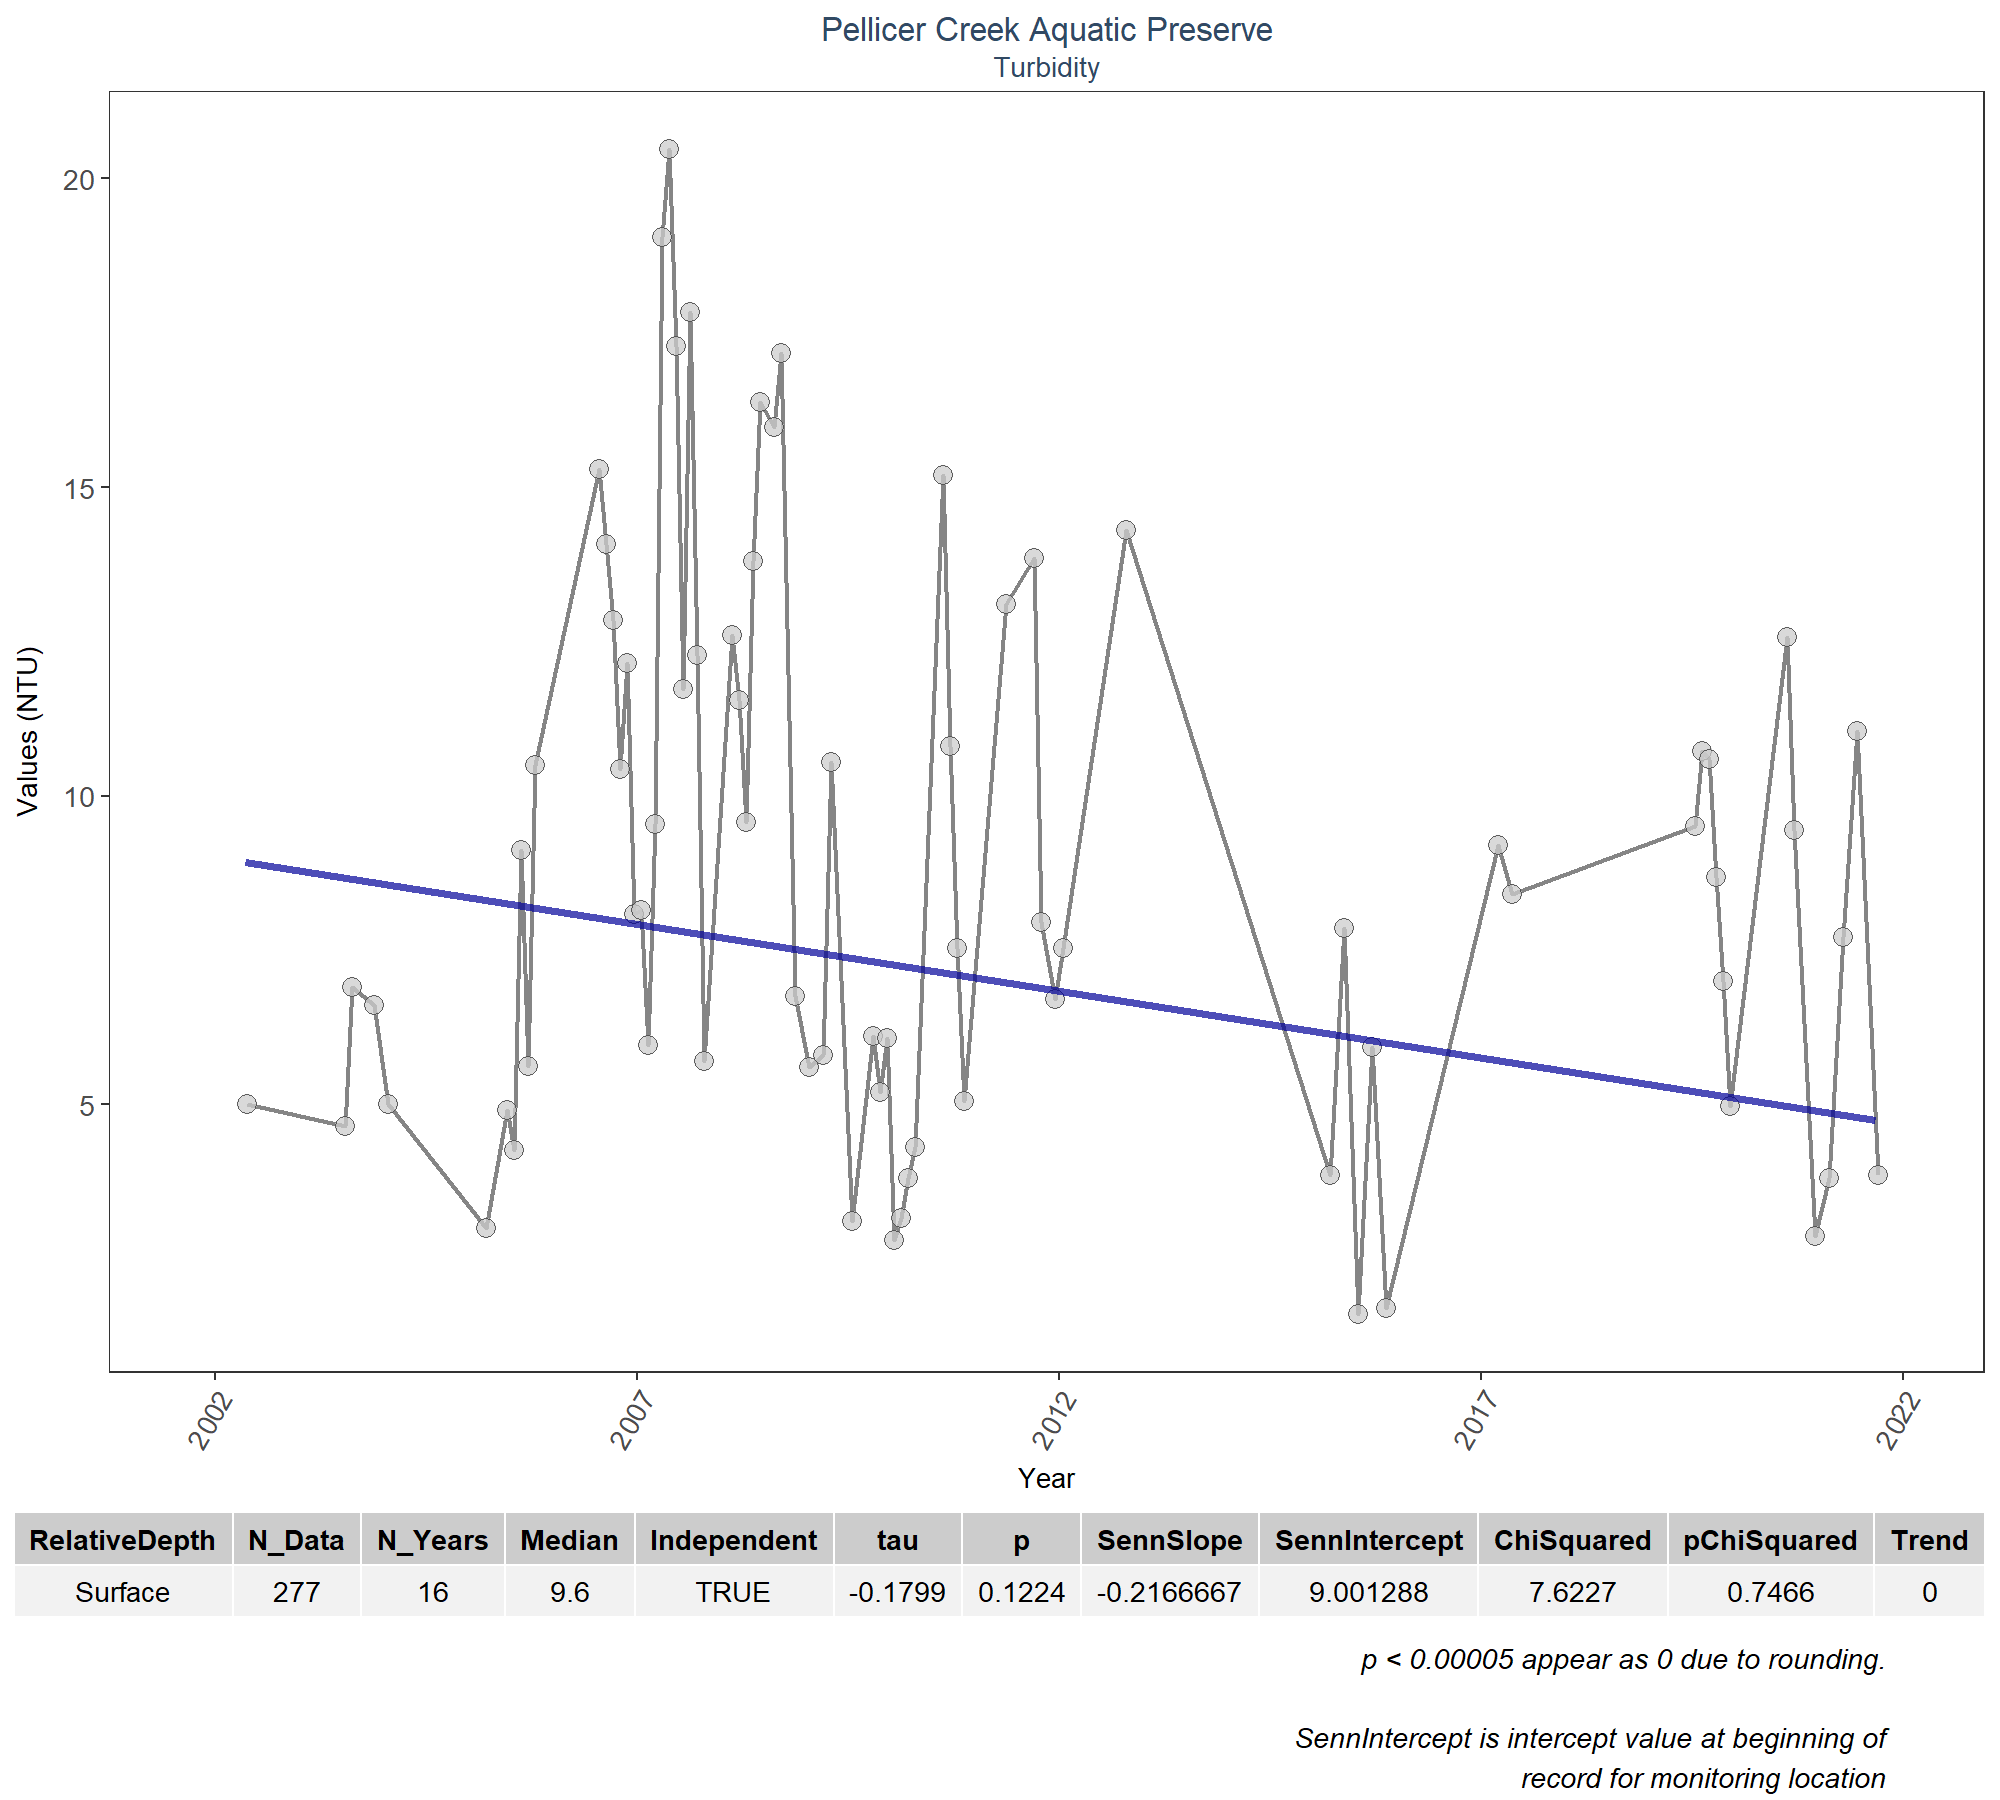 Pellicer Creek Aquatic Preserve
Turbidity
Values (NTU)
20
15
10
5
2002 2007 2012 2017 2022
Year
RelativeDepth N_Data N_Years Median Independent tau p SennSlope SennIntercept ChiSquared pChiSquared Trend
Surface 277 16 9.6 TRUE -0.1799 0.1224 -0.2166667 9.001288 7.6227 0.7466 0
p < 0.00005 appear as 0 due to rounding.
SennIntercept is intercept value at beginning of
record for monitoring location